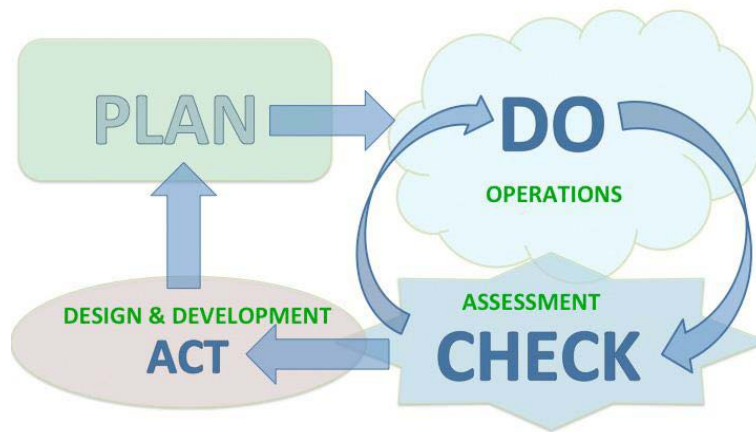 PLAN
DO
OPERATIONS
DESIGN & DEVELOPMENT
ACT
ASSESSMENT
CHECK